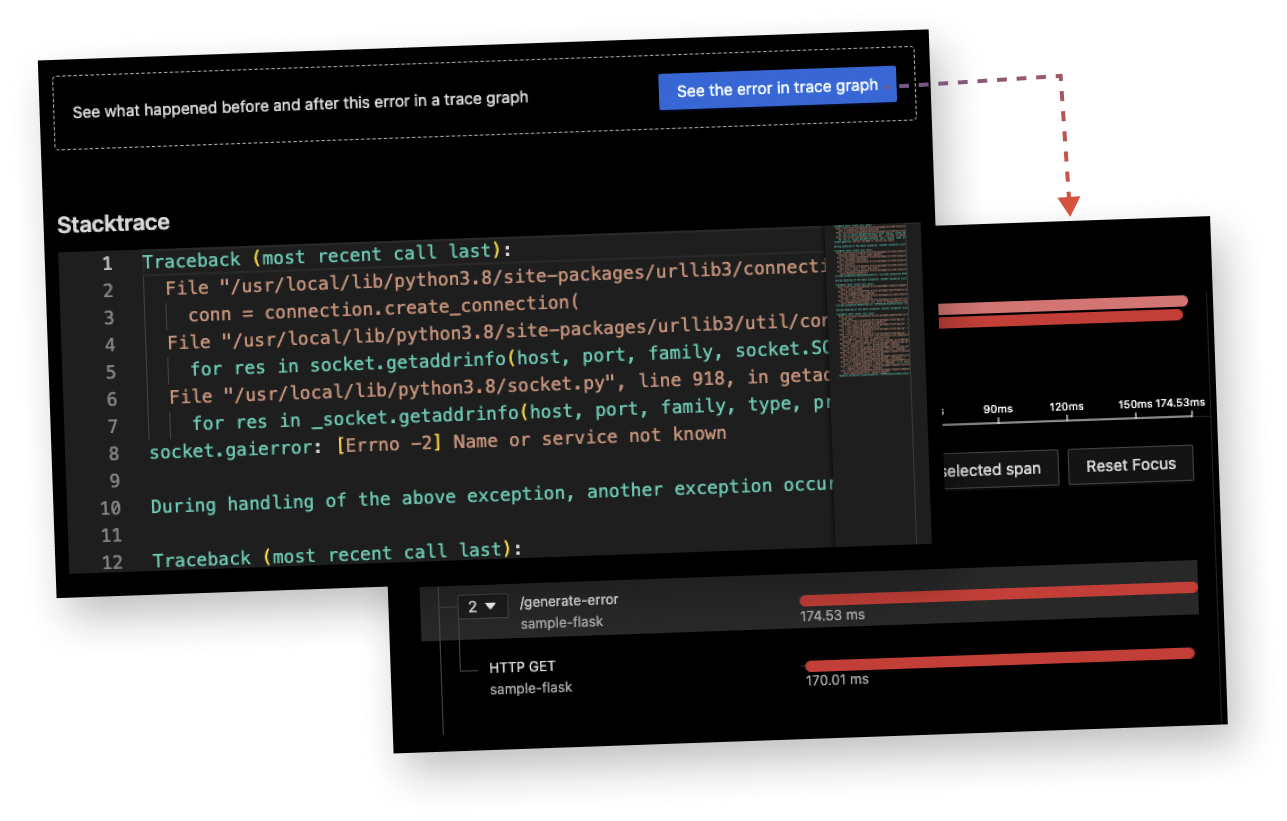 See what happened before and after this error in a trace graph
See the error in trace graph
Stacktrace
1 Traceback (most recent call last):
2 File "/usr/local/lib/python3.8/site-packages/urllib3/connecti
3 conn = connection.create_connection(
4 File "/usr/local/lib/python3.8/site-packages/urllib3/util/con
5 for res in socket.getaddrinfo(host, port, family, socket.SO
6 File "/usr/local/lib/python3.8/socket.py", line 918, in getad
7 for res in _socket.getaddrinfo(host, port, family, type, pr
8 socket.gaierror: [Errno -2] Name or service not known
9
10 During handling of the above exception, another exception occur
11
12 Traceback (most recent call last):
90ms 120ms 150ms 174.53ms
selected span Reset Focus
2 /generate-error
sample-flask
174.53 ms
HTTP GET
sample-flask
170.01 ms